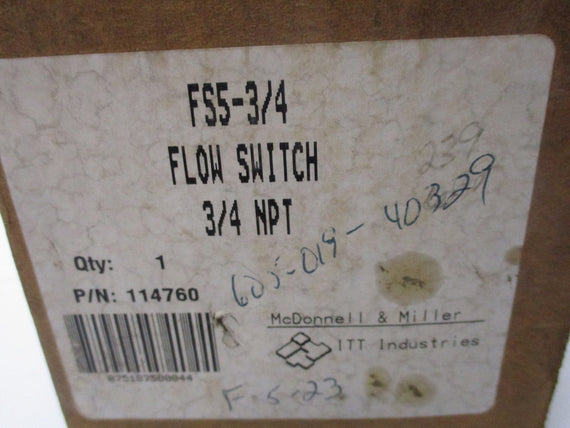 FS5-3/4
FLOW SWITCH
3/4 NPT
239
605-019-40329
Qty: 1
P/N: 114760
McDonnell & Miller
ITT Industries
F-5-23